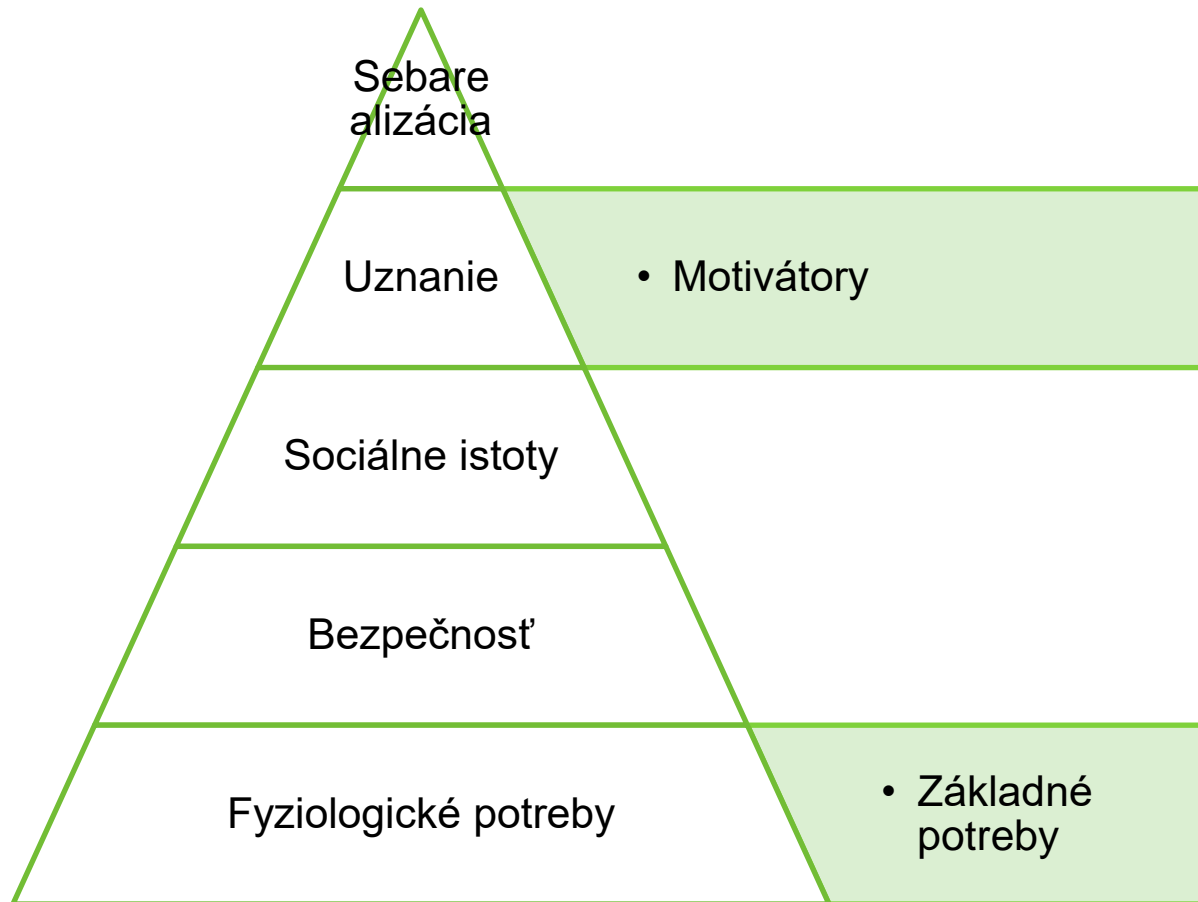 Sebare
alizácia
Uznanie
• Motivátory
Sociálne istoty
Bezpečnosť
Fyziologické potreby
• Základné
potreby